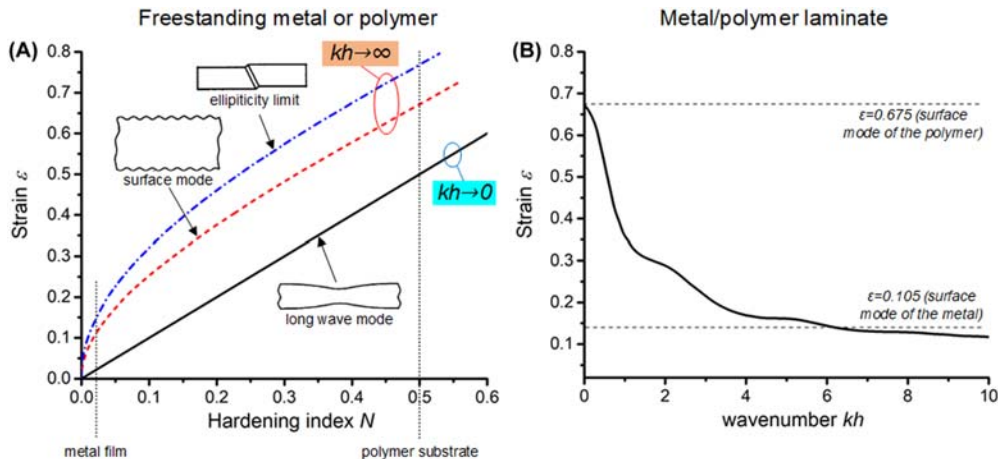 Freestanding metal or polymer
Metal/polymer laminate
(A)
Strain ε
0.8
0.7
0.6
0.5
0.4
0.3
0.2
0.1
0.0
kh→∞
ellipiticity limit
surface mode
kh→0
long wave mode
0.0 0.1 0.2 0.3 0.4 0.5 0.6
Hardening index N
metal film
polymer substrate
(B)
Strain ε
0.8
0.7
0.6
0.5
0.4
0.3
0.2
0.1
ε=0.675 (surface
mode of the polymer)
ε=0.105 (surface
mode of the metal)
0 2 4 6 8 10
wavenumber kh